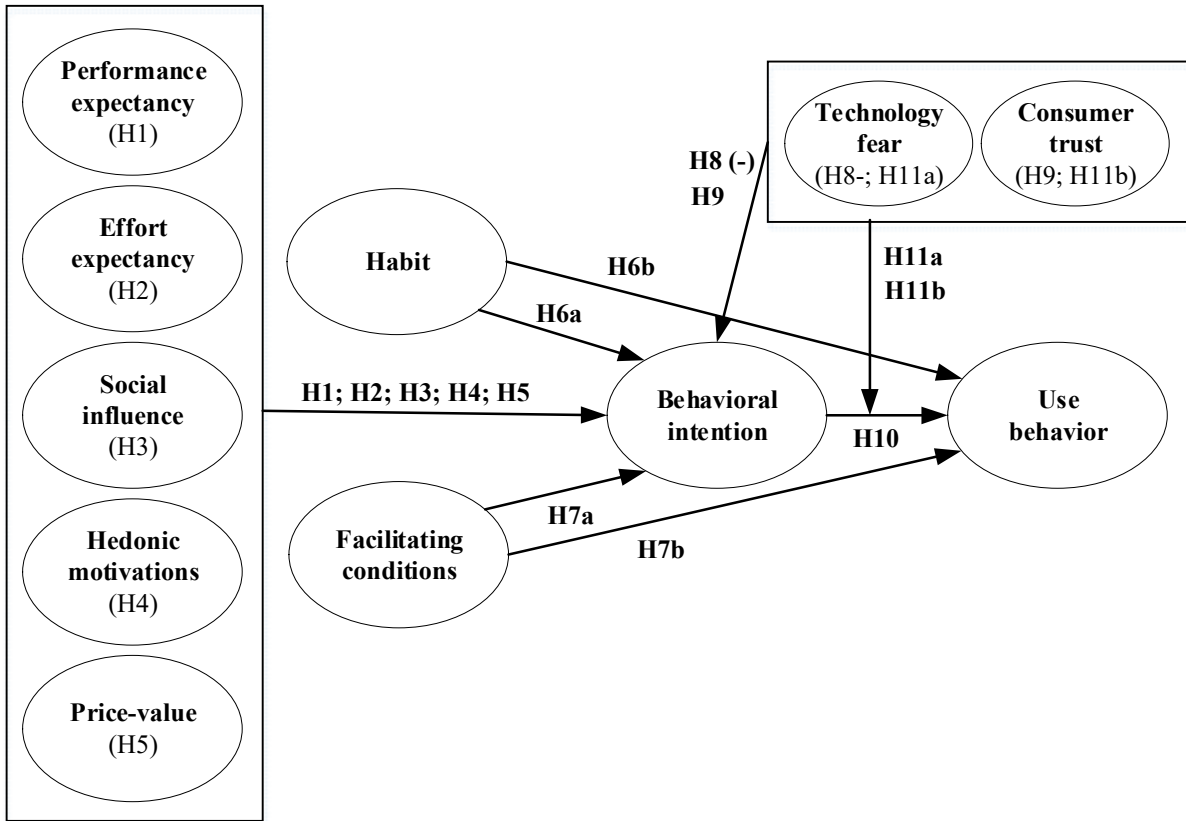 Performance
expectancy
(H1)
Effort
expectancy
(H2)
Social
influence
(H3)
Hedonic
motivations
(H4)
Price-value
(H5)
H1; H2; H3; H4; H5
Habit
H6a
H6b
Facilitating
conditions
H7a
H7b
Behavioral
intention
H8 (-)
H9
Technology
fear
(H8-; H11a)
Consumer
trust
(H9; H11b)
H11a
H11b
H10
Use
behavior